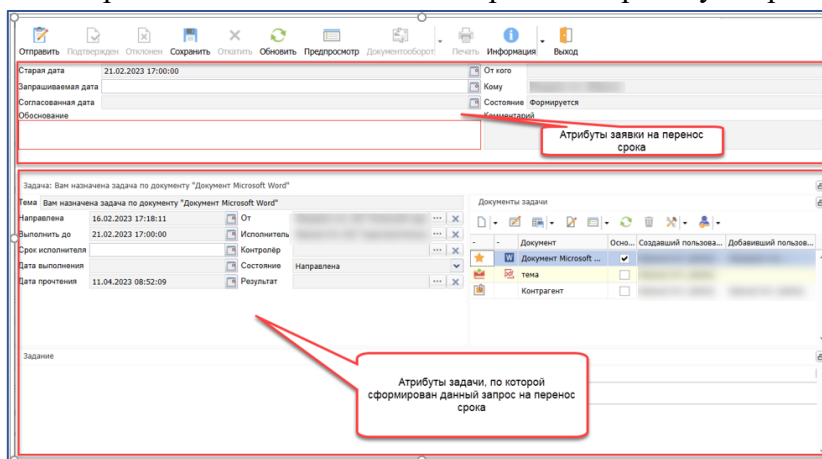 Отправить Подтвержден Отклонен Сохранить Откатить Обновить Предпросмотр Документооборот Печать Информация Выход
Старая дата 21.02.2023 17:00:00 От кого
Запрашиваемая дата Кому
Согласованная дата Состояние Формируется
Обоснование Комментарий
Атрибуты заявки на перенос
срока
Задача: Вам назначена задача по документу "Документ Microsoft Word"
Тема Вам назначена задача по документу "Документ Microsoft Word"
Документы задачи
Направлена 16.02.2023 17:18:11 От
Выполнить до 21.02.2023 17:00:00 Исполнитель
Срок исполнителя Контролёр
Дата выполнения Состояние Направлена
Дата прочтения 11.04.2023 08:52:09 Результат
- - Документ Осно... Создавший пользова... Добавивший пользов...
Документ Microsoft ...
тема
Контрагент
Задание
Атрибуты задачи, по которой
сформирован данный запрос на перенос
срока